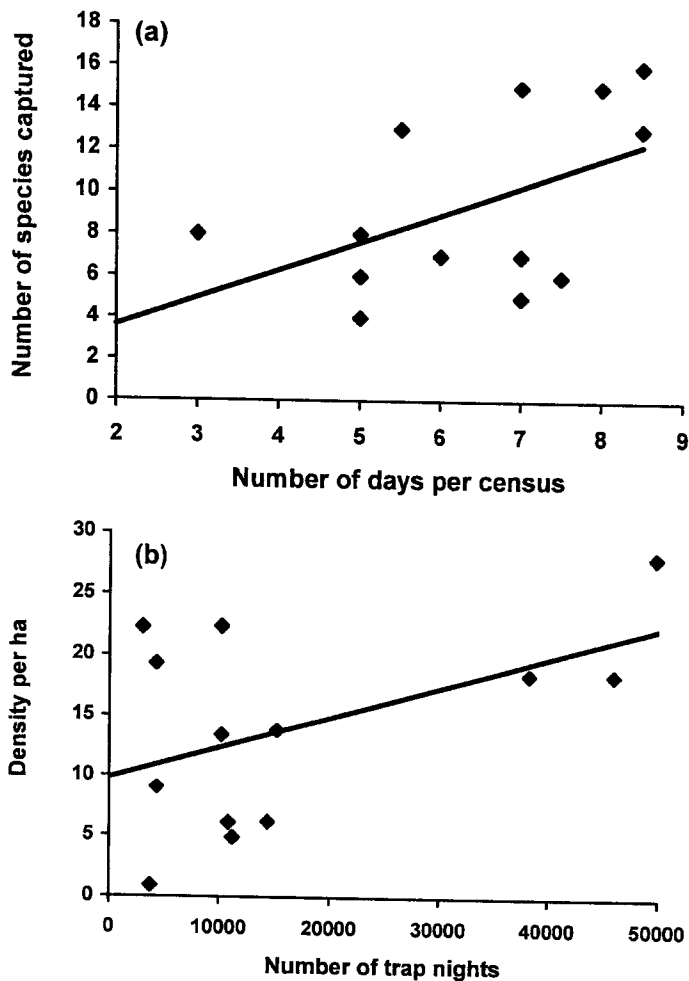 (a)
Number of species captured
18
16
14
12
10
8
6
4
2
0
2 3 4 5 6 7 8 9
Number of days per census
(b)
Density per ha
30
25
20
15
10
5
0
0 10000 20000 30000 40000 50000
Number of trap nights